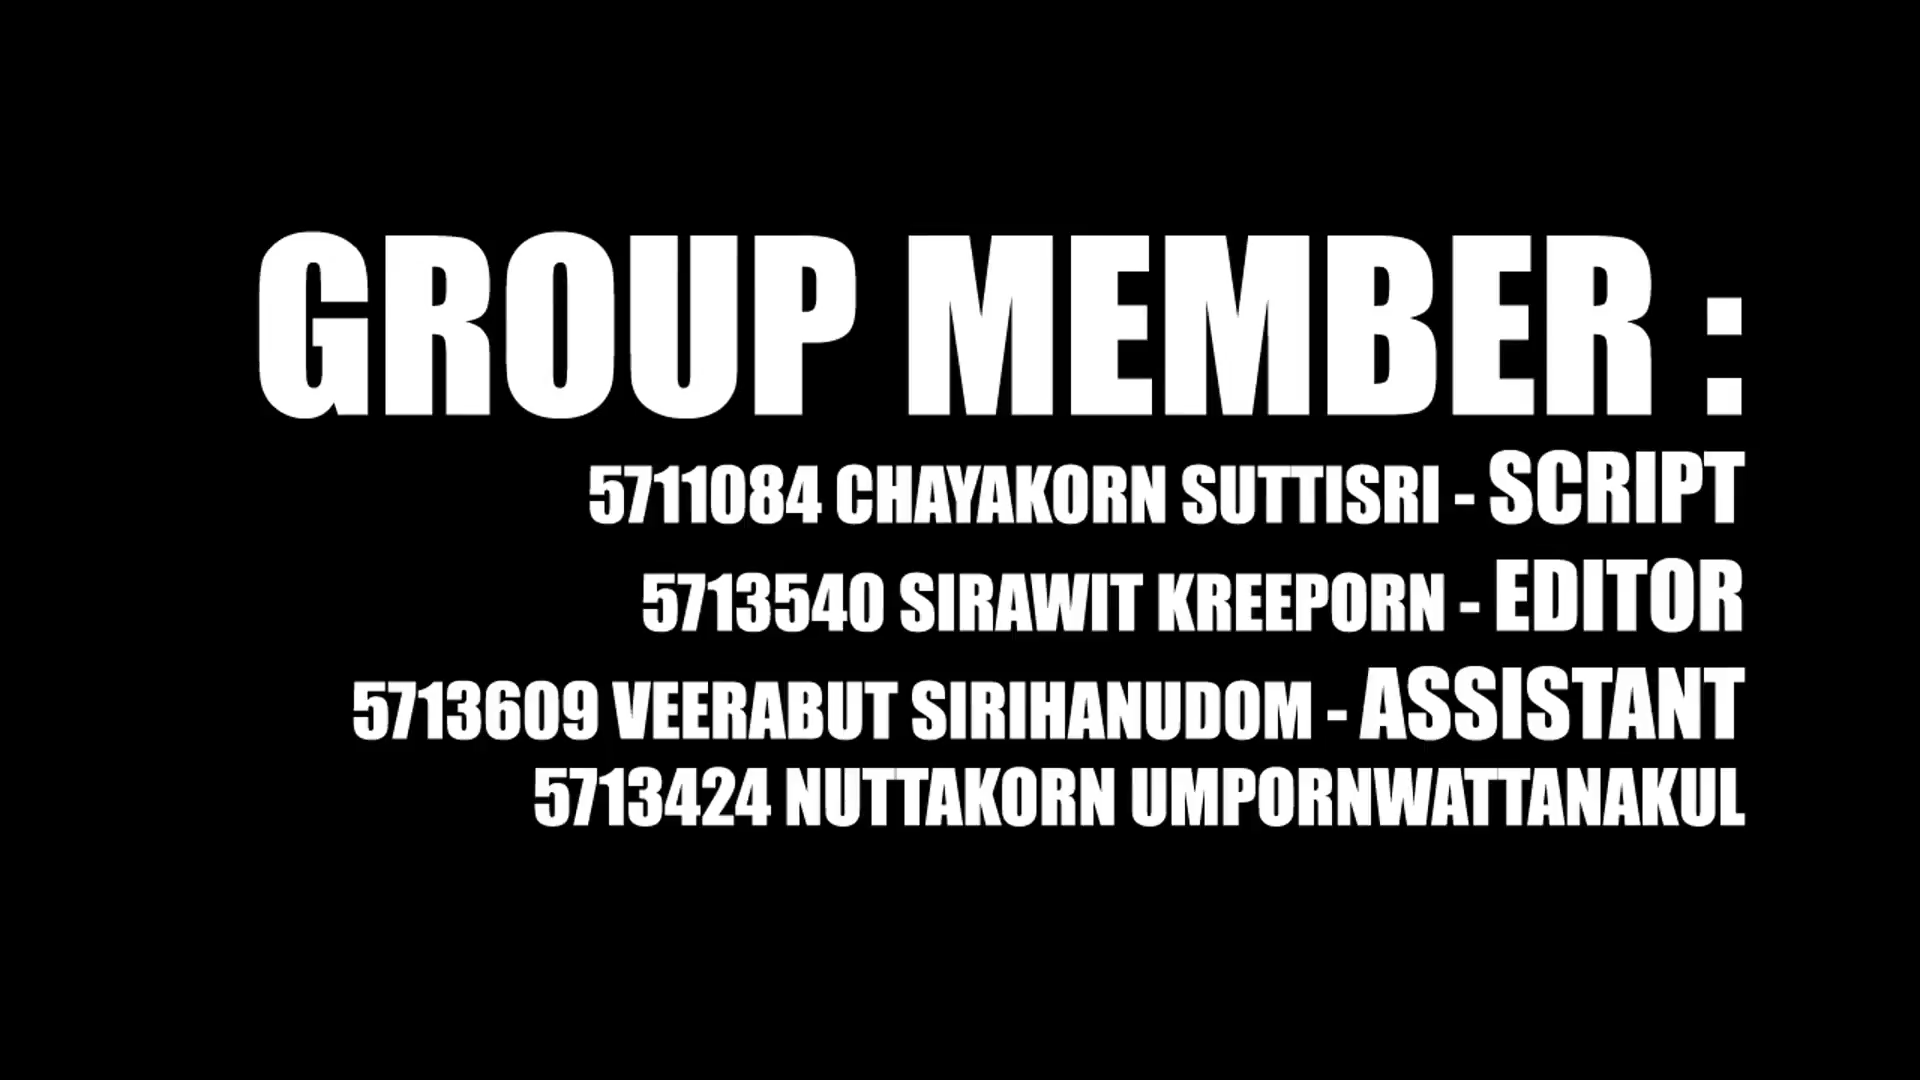 GROUP MEMBER :
5711084 CHAYAKORN SUTTISRI - SCRIPT
5713540 SIRAWIT KREEPORN - EDITOR
5713609 VEERABUT SIRIHANUDOM - ASSISTANT
5713424 NUTTAKORN UMPORNWATTANAKUL